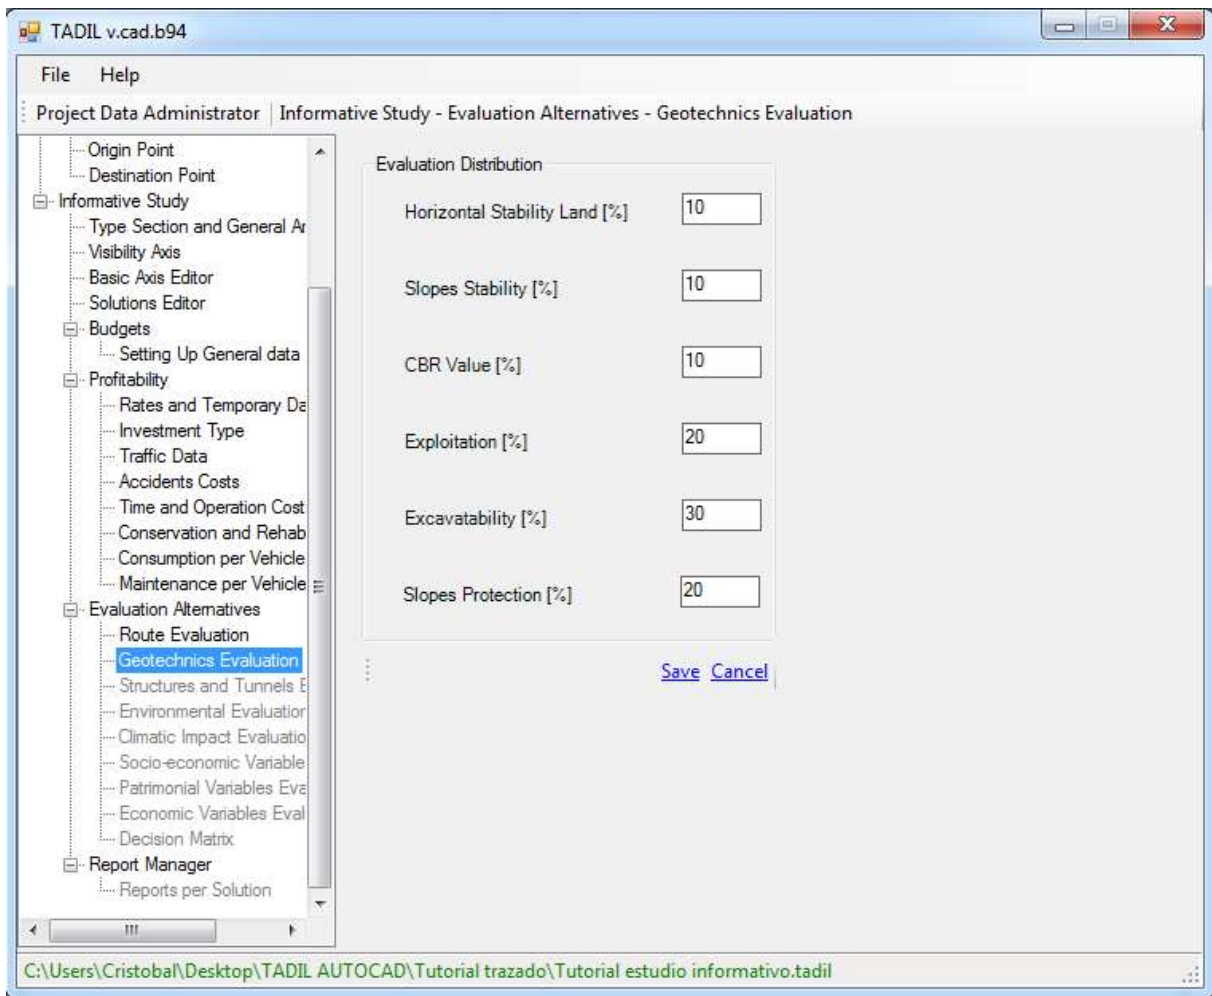 TADIL v.cad.b94
File Help
Project Data Administrator Informative Study - Evaluation Alternatives - Geotechnics Evaluation
Origin Point
Destination Point
Informative Study
Type Section and General Ar
Visibility Axis
Basic Axis Editor
Solutions Editor
Budgets
Setting Up General data
Profitability
Rates and Temporary Da
Investment Type
Traffic Data
Accidents Costs
Time and Operation Cost
Conservation and Rehab
Consumption per Vehicle
Maintenance per Vehicle
Evaluation Alternatives
Route Evaluation
Geotechnics Evaluation
Structures and Tunnels E
Environmental Evaluation
Climatic Impact Evaluatio
Socio-economic Variable
Patrimonial Variables Eva
Economic Variables Eval
Decision Matrix
Report Manager
Reports per Solution
Evaluation Distribution
Horizontal Stability Land [%] 10
Slopes Stability [%] 10
CBR Value [%] 10
Exploitation [%] 20
Excavatability [%] 30
Slopes Protection [%] 20
Save Cancel
C:\Users\Cristobal\Desktop\TADIL AUTOCAD\Tutorial trazado\Tutorial estudio informativo.tadil